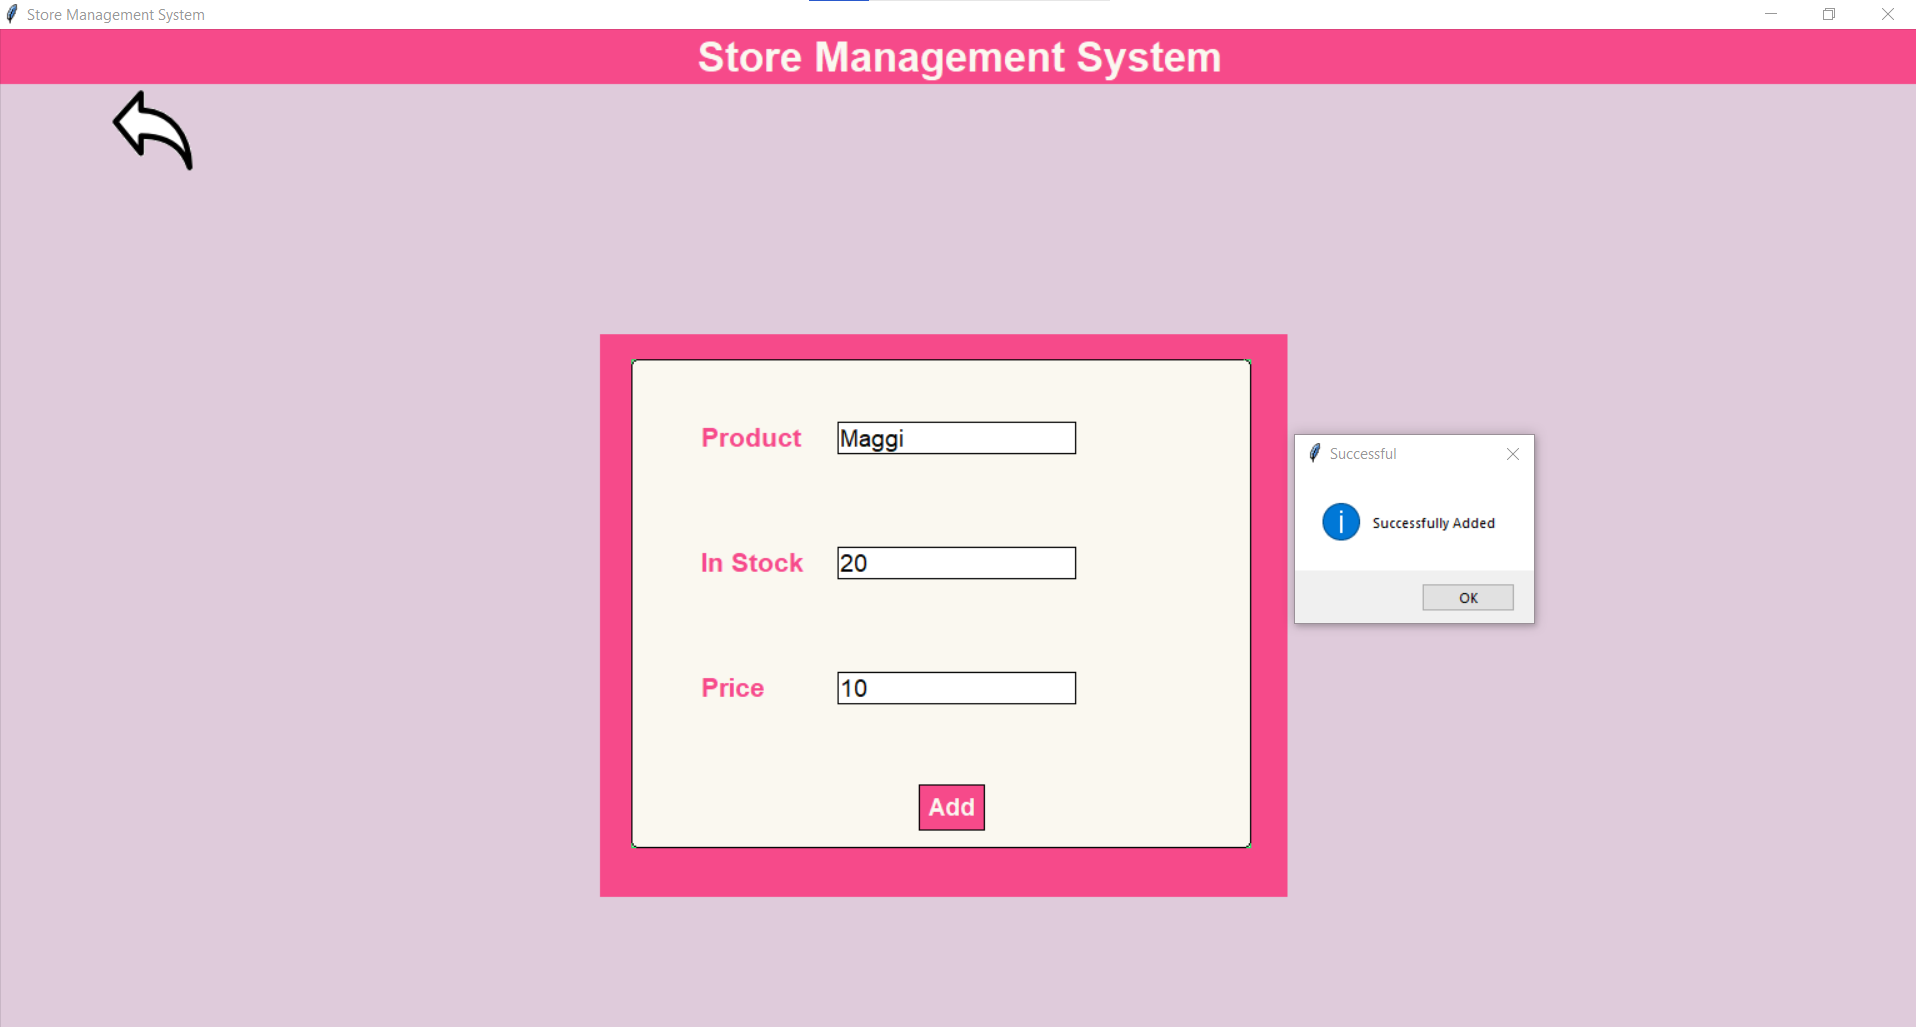 Store Management System
Store Management System
Product Maggi
In Stock 20
Price 10
Add
Successful
Successfully Added
OK